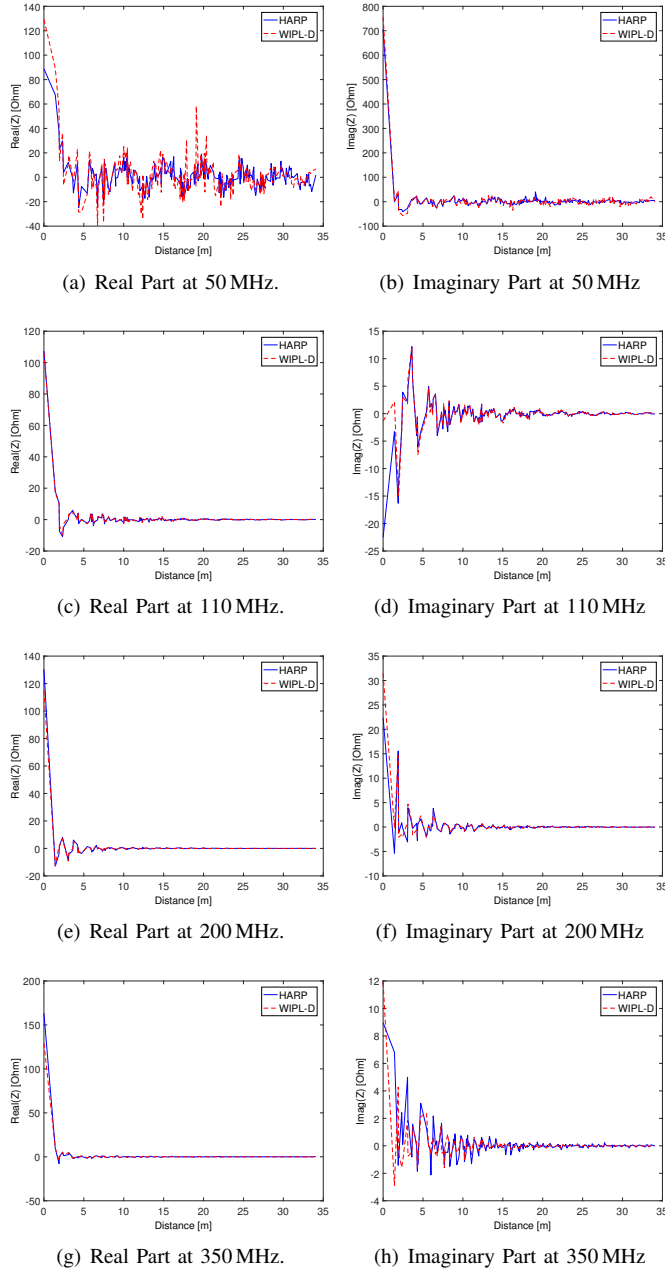 140
120
100
80
60
40
20
0
-20
-40
Real(Z) [Ohm]
0 5 10 15 20 25 30 35
Distance [m]
HARP
WIPL-D
(a) Real Part at 50 MHz.
800
700
600
500
400
300
200
100
0
-100
Imag(Z) [Ohm]
0 5 10 15 20 25 30 35
Distance [m]
HARP
WIPL-D
(b) Imaginary Part at 50 MHz
120
100
80
60
40
20
0
-20
Real(Z) [Ohm]
0 5 10 15 20 25 30 35
Distance [m]
HARP
WIPL-D
(c) Real Part at 110 MHz.
15
10
5
0
-5
-10
-15
-20
-25
Imag(Z) [Ohm]
0 5 10 15 20 25 30 35
Distance [m]
HARP
WIPL-D
(d) Imaginary Part at 110 MHz
140
120
100
80
60
40
20
0
-20
Real(Z) [Ohm]
0 5 10 15 20 25 30 35
Distance [m]
HARP
WIPL-D
(e) Real Part at 200 MHz.
35
30
25
20
15
10
5
0
-5
-10
Imag(Z) [Ohm]
0 5 10 15 20 25 30 35
Distance [m]
HARP
WIPL-D
(f) Imaginary Part at 200 MHz
200
150
100
50
0
-50
Real(Z) [Ohm]
0 5 10 15 20 25 30 35
Distance [m]
HARP
WIPL-D
(g) Real Part at 350 MHz.
12
10
8
6
4
2
0
-2
-4
Imag(Z) [Ohm]
0 5 10 15 20 25 30 35
Distance [m]
HARP
WIPL-D
(h) Imaginary Part at 350 MHz